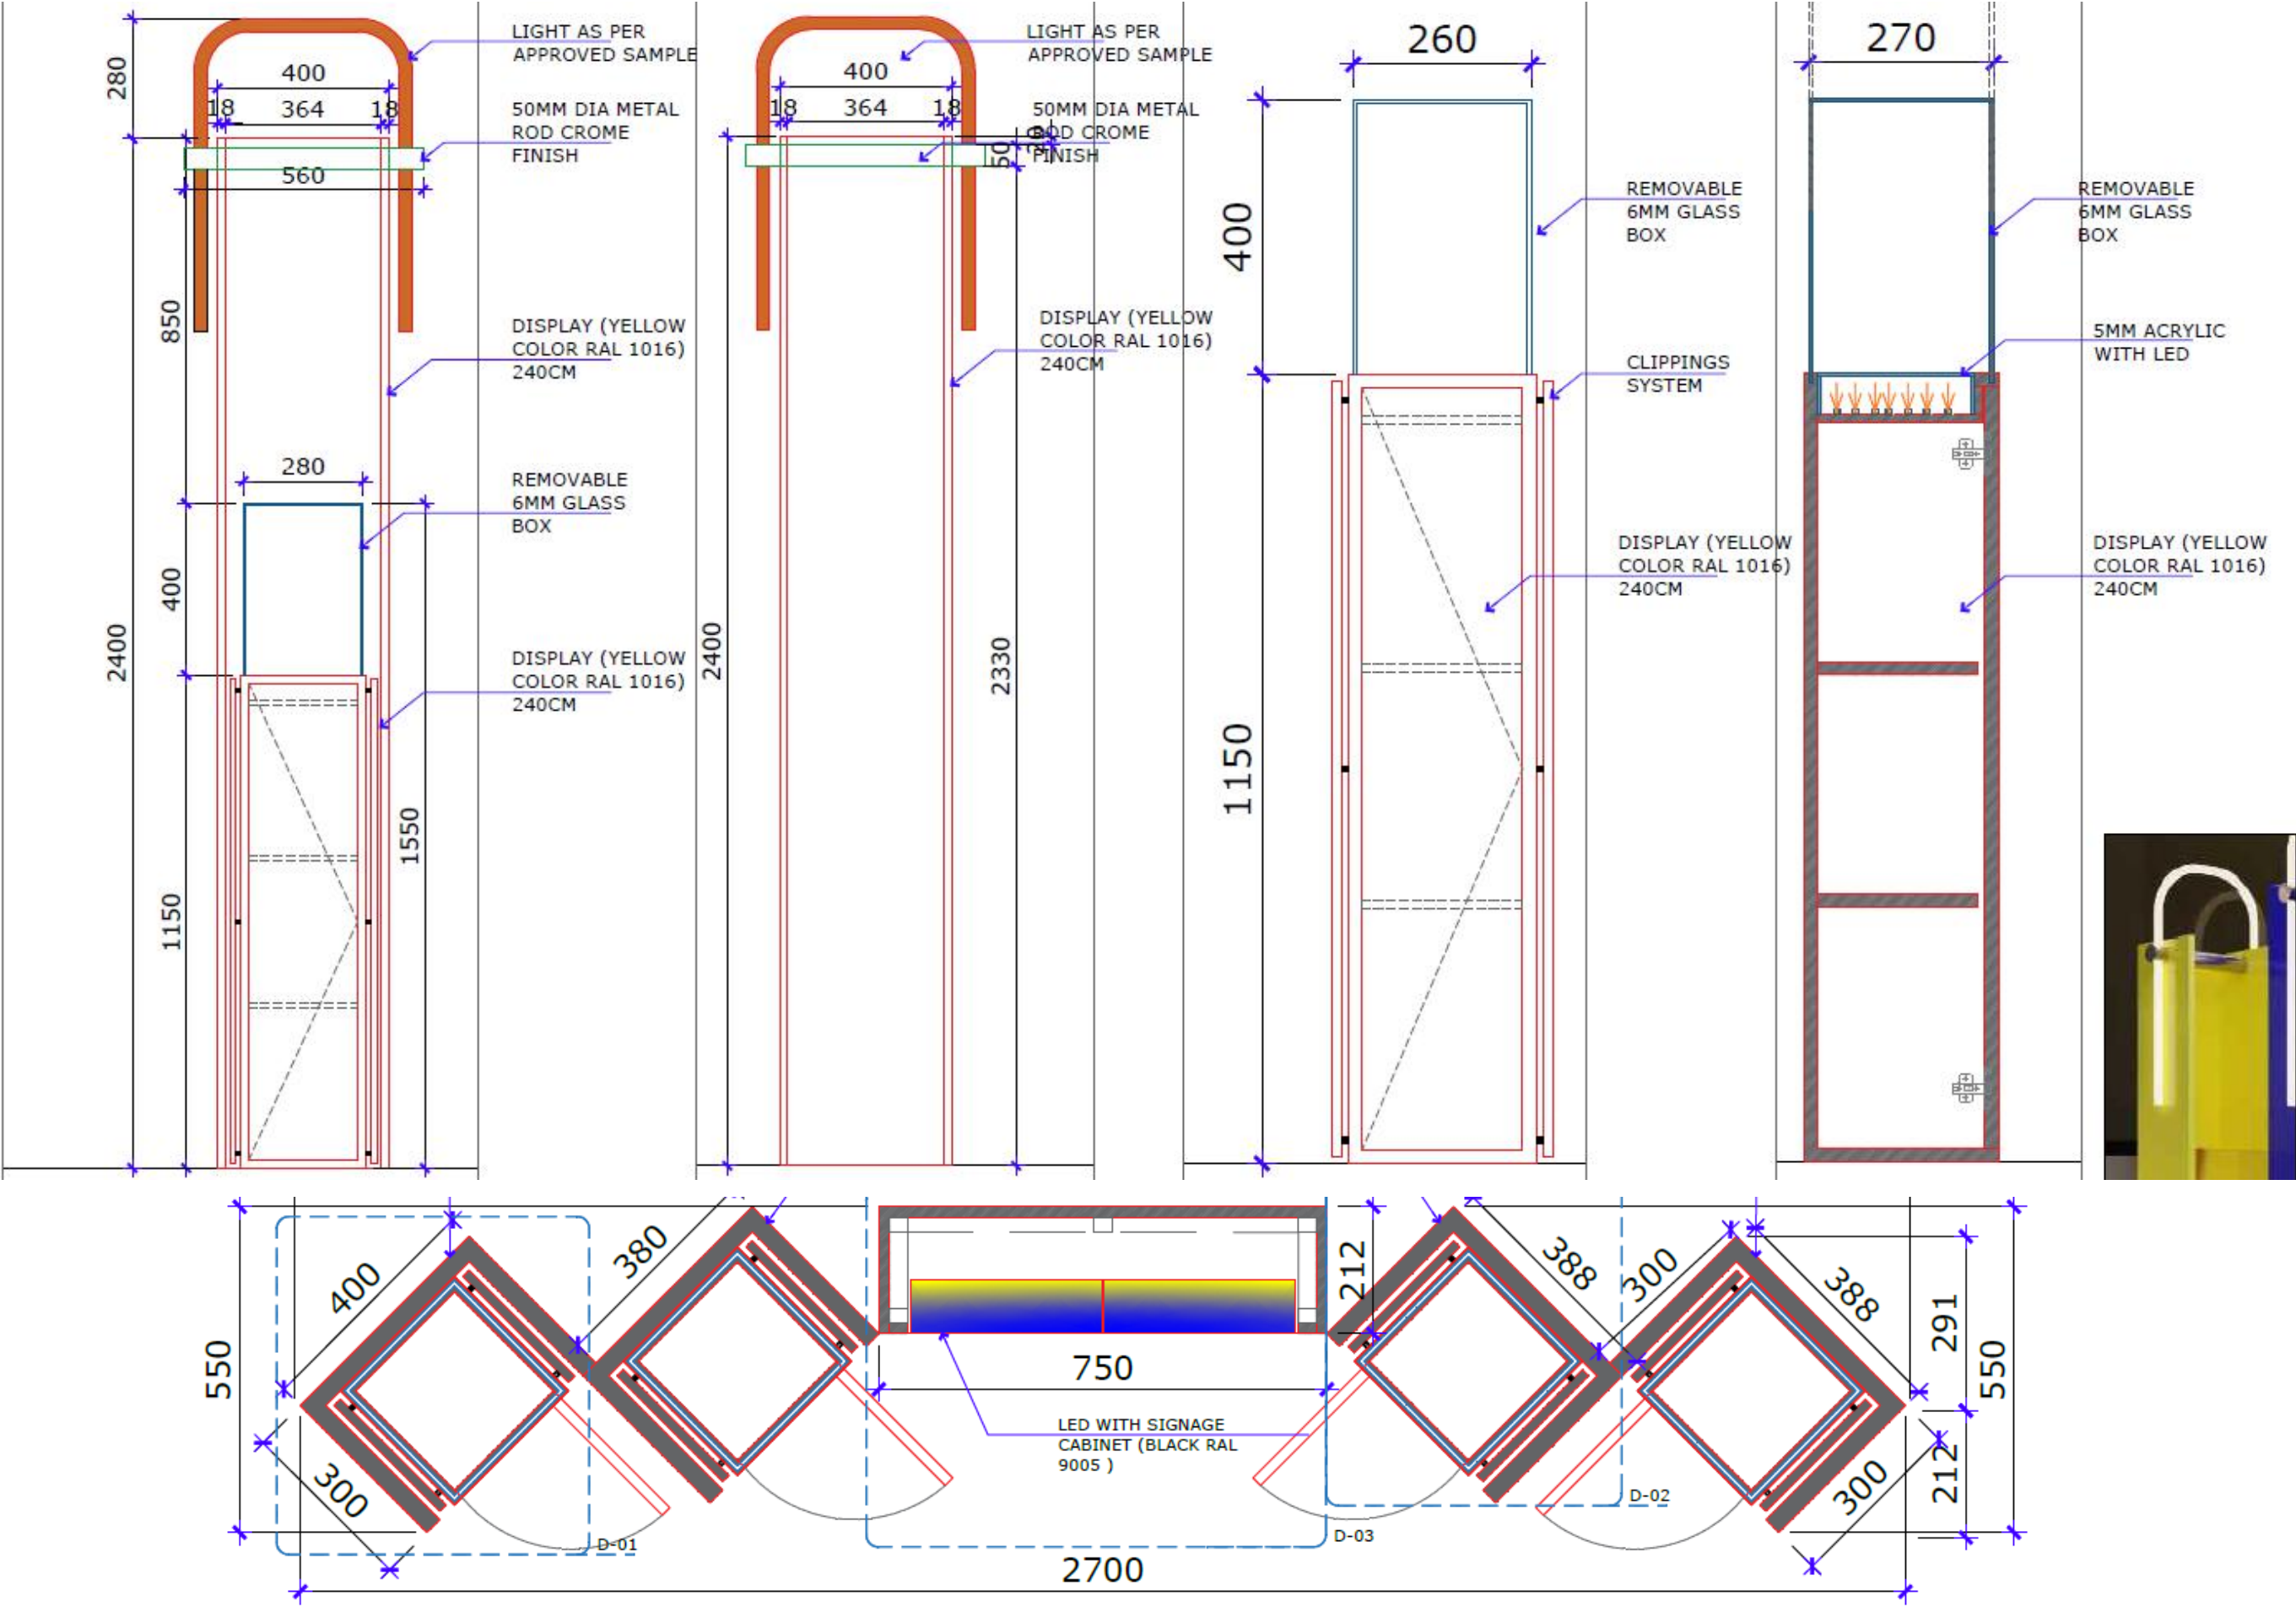 280
400
18
364
18
560
850
280
400
2400
1150
1550
LIGHT AS PER
APPROVED SAMPLE
50MM DIA METAL
ROD CROME
FINISH
DISPLAY (YELLOW
COLOR RAL 1016)
240CM
REMOVABLE
6MM GLASS
BOX
DISPLAY (YELLOW
COLOR RAL 1016)
240CM
400
18
364
18
50
20
2400
2330
LIGHT AS PER
APPROVED SAMPLE
50MM DIA METAL
ROD CROME
FINISH
DISPLAY (YELLOW
COLOR RAL 1016)
240CM
260
400
1150
REMOVABLE
6MM GLASS
BOX
CLIPPINGS
SYSTEM
DISPLAY (YELLOW
COLOR RAL 1016)
240CM
270
REMOVABLE
6MM GLASS
BOX
5MM ACRYLIC
WITH LED
DISPLAY (YELLOW
COLOR RAL 1016)
240CM
550
400
300
380
D-01
750
LED WITH SIGNAGE
CABINET (BLACK RAL
9005 )
212
388
300
388
291
550
212
300
D-02
D-03
2700